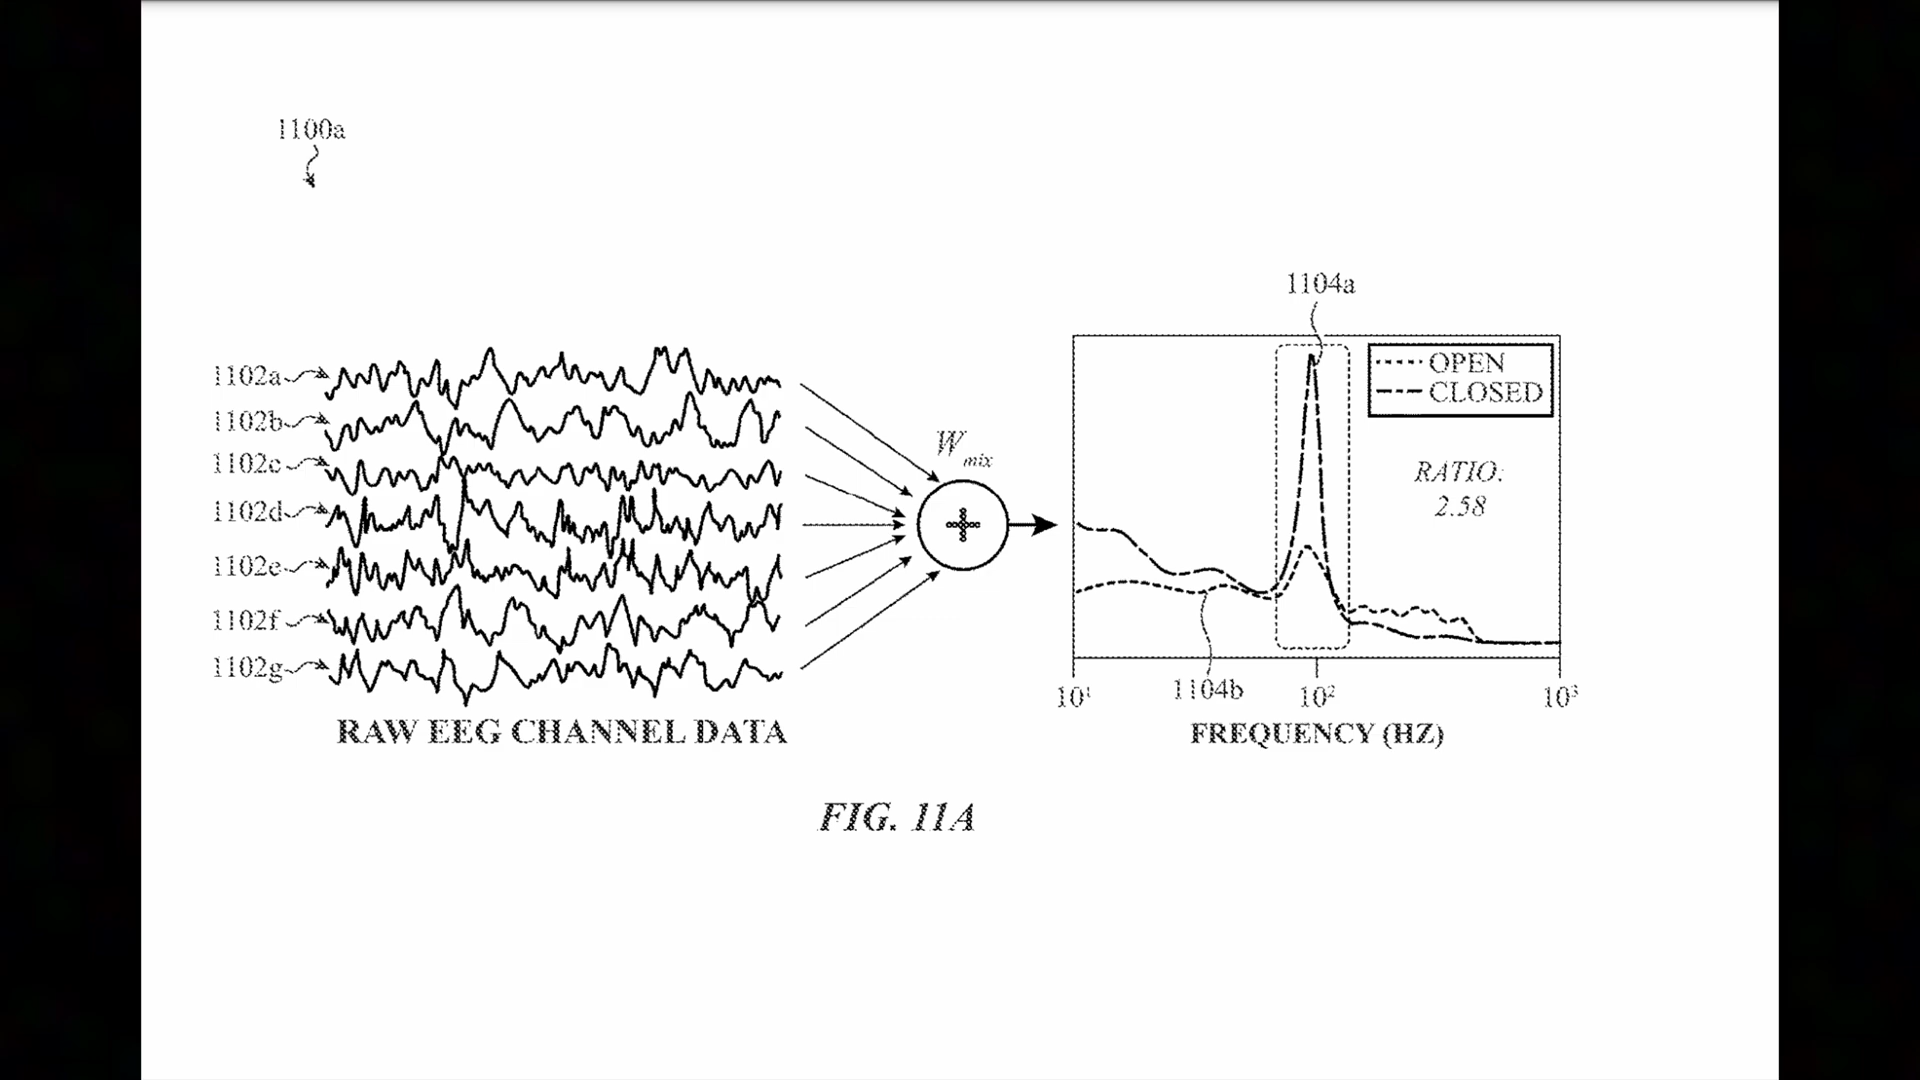 1100a
1104a
OPEN
CLOSED
RATIO:
2.58
1102a
1102b
1102c
1102d
1102e
1102f
1102g
W mix
+
10¹
10²
10³
1104b
RAW EEG CHANNEL DATA
FREQUENCY (HZ)
FIG. 11A